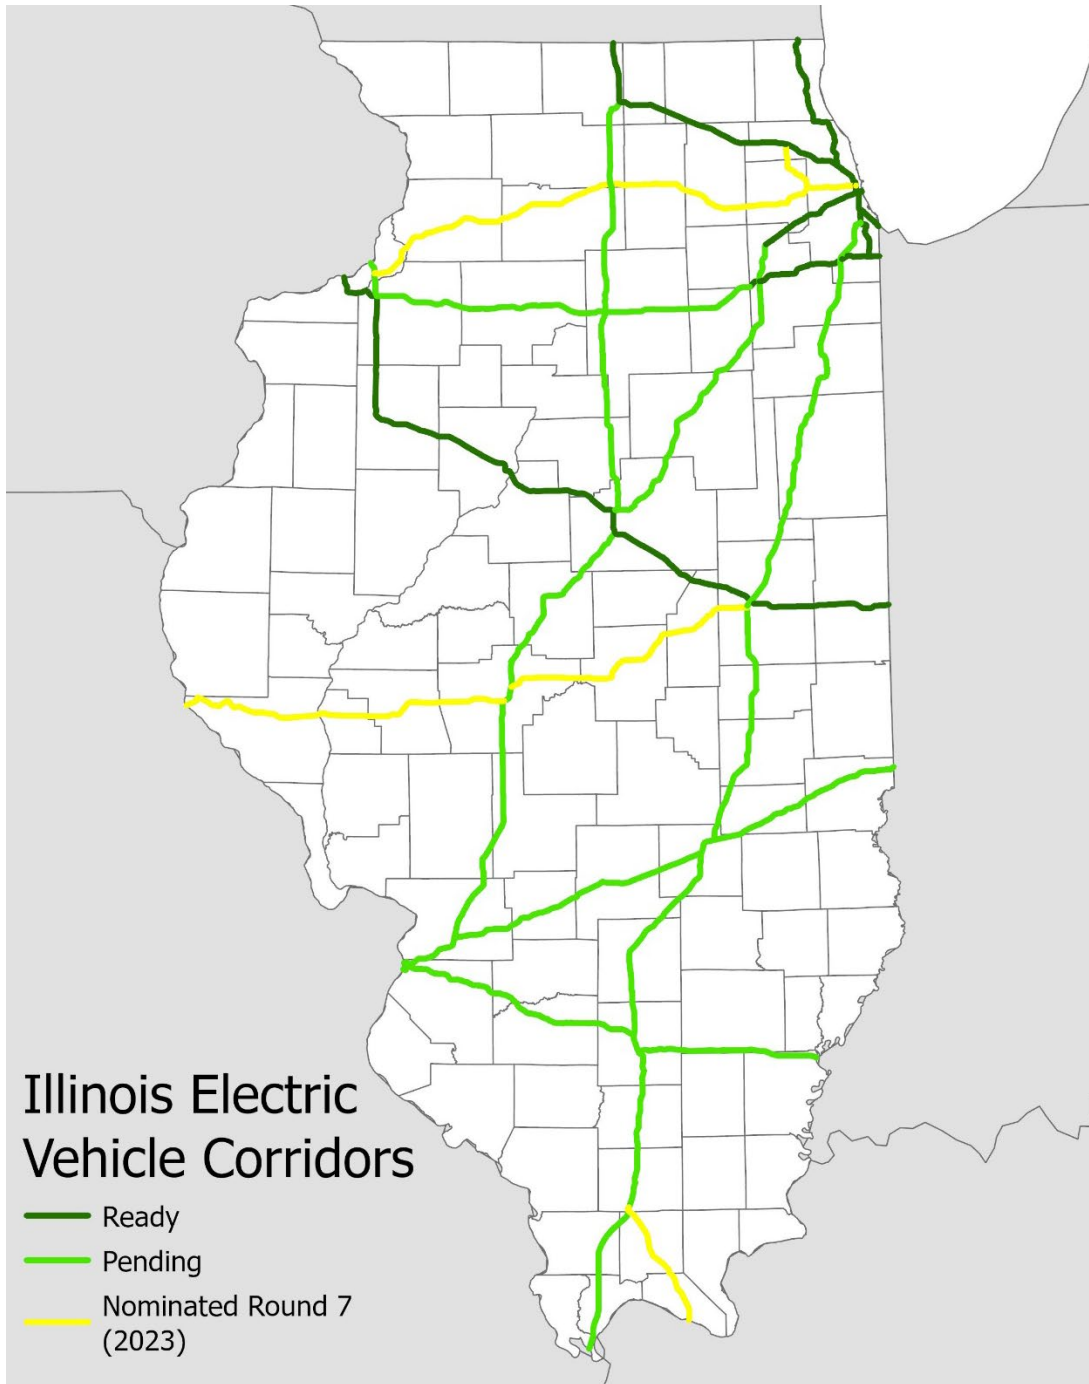 Illinois Electric
Vehicle Corridors
Ready
Pending
Nominated Round 7
(2023)